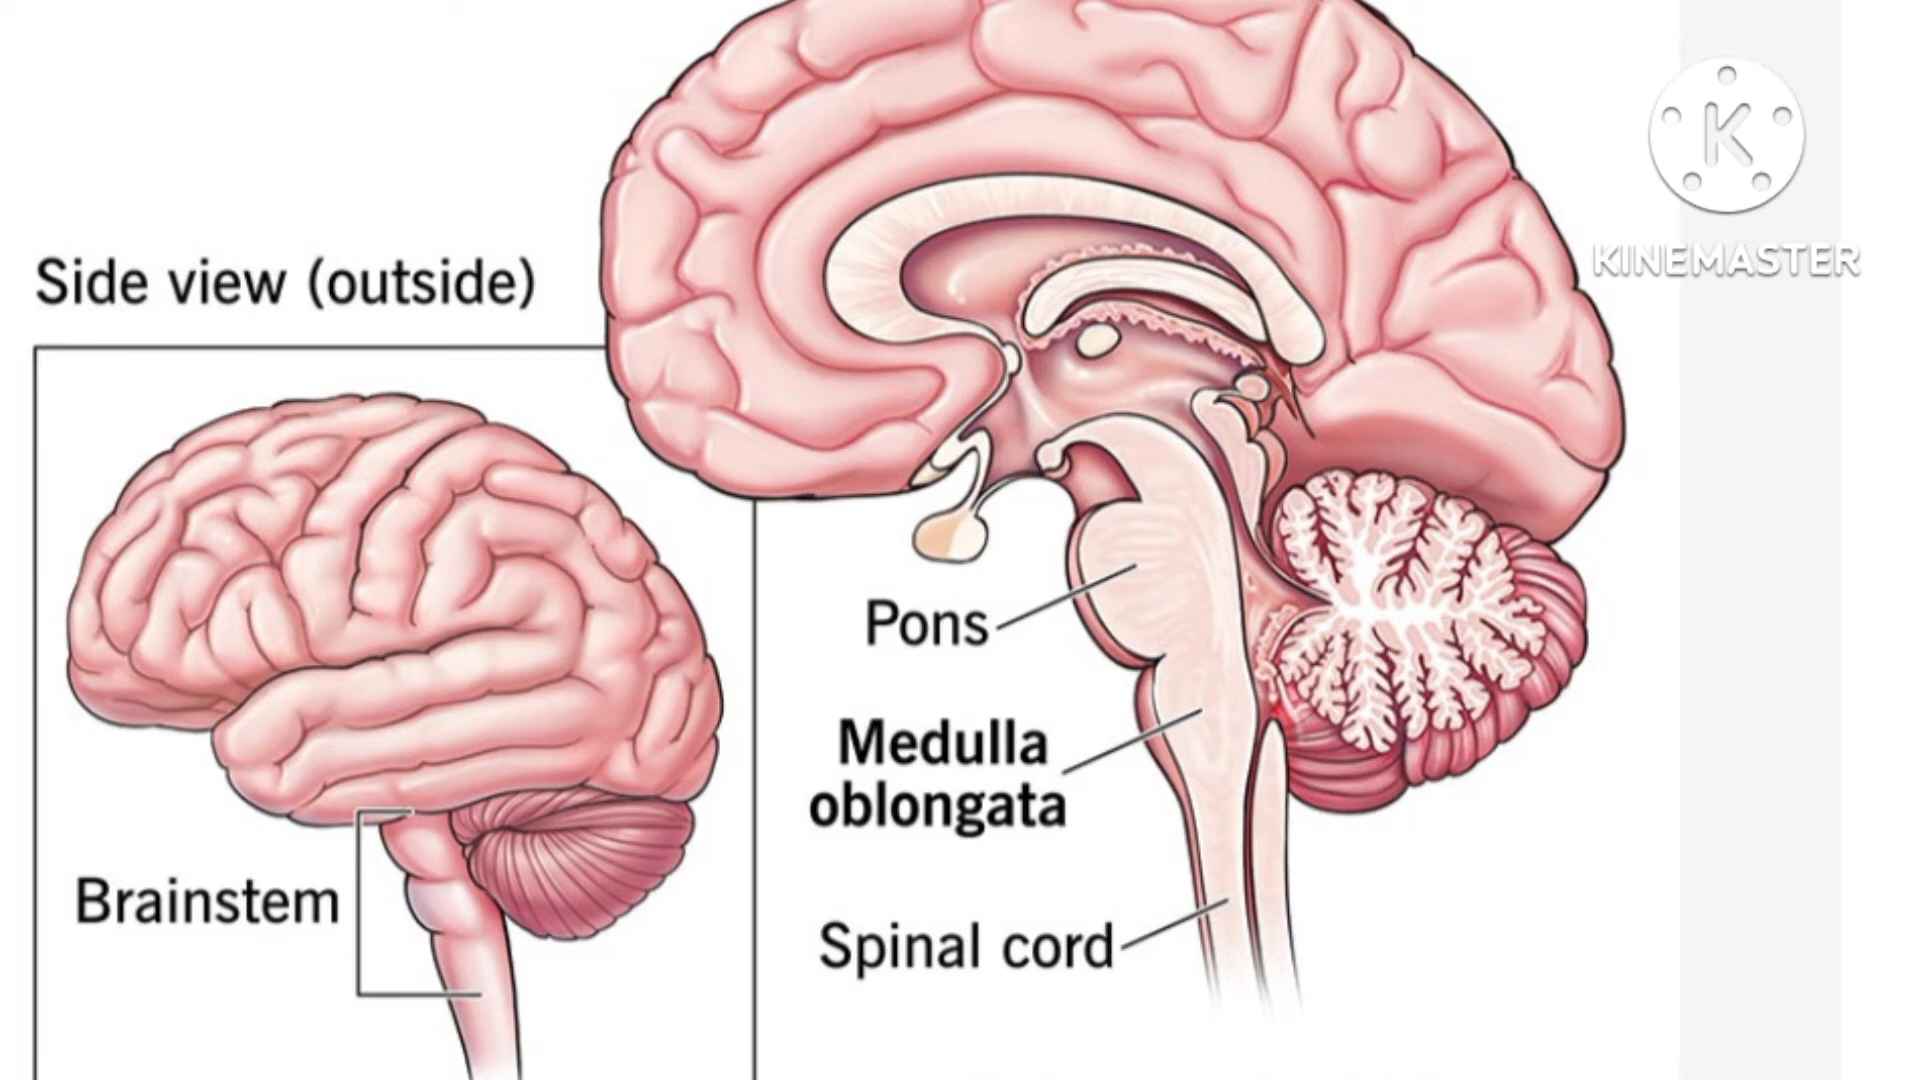 K
KINEMASTER
Side view (outside)
Pons
Medulla
oblongata
Brainstem
Spinal cord